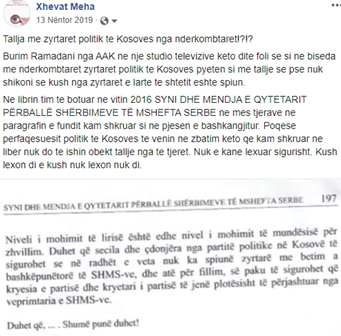 Xhevat Meha
13 Nëntor 2019 ·
Tallja me zyrtaret politik te Kosoves nga nderkombtaret!?!?
Burim Ramadani nga AAK ne nje studio televizive keto dite foli se si ne biseda
me nderkombtaret zyrtaret politik te Kosoves pyeten si me tallje se pse nuk
shikoni se kush nga zyrtaret e larte te shtetit eshte spiun.
Ne librin tim te botuar ne vitin 2016 SYNI DHE MENDJA E QYTETARIT
PËRBALLË SHËRBIMEVE TË MSHEFTA SERBE ne mes tjerave ne
paragrafin e fundit kam shkruar si ne pjesen e bashkangjitur. Poqese
perfaqesuesit politik te Kosoves te venin ne zbatim keto qe kam shkruar ne
liber nuk do te ishin obekt tallje nga te tjeret. Nuk e kane lexuar sigurisht. Kush
lexon di e kush nuk lexon nuk di.
SYNI DHE MENDJA E QYTETARIT PËRBALLË SHËRBIMEVE TË MSHEFTA SERBE 197
Niveli i mohimit të lirisë është edhe nivel i mohimit të mundësisë për
zhvillim. Duhet që secila dhe çdonjëra nga partitë politike në Kosovë të
sigurohet se në radhët e veta nuk ka spiunë zyrtarë me betim a
bashkëpunëtorë të SHMS-ve, dhe atë për fillim, së paku të sigurohet që
kryesia e partisë dhe kryetari i partisë të jenë plotësisht të përjashtuar nga
veprimtaria e SHMS-ve.
Duhet që, ... . Shumë punë duhet!